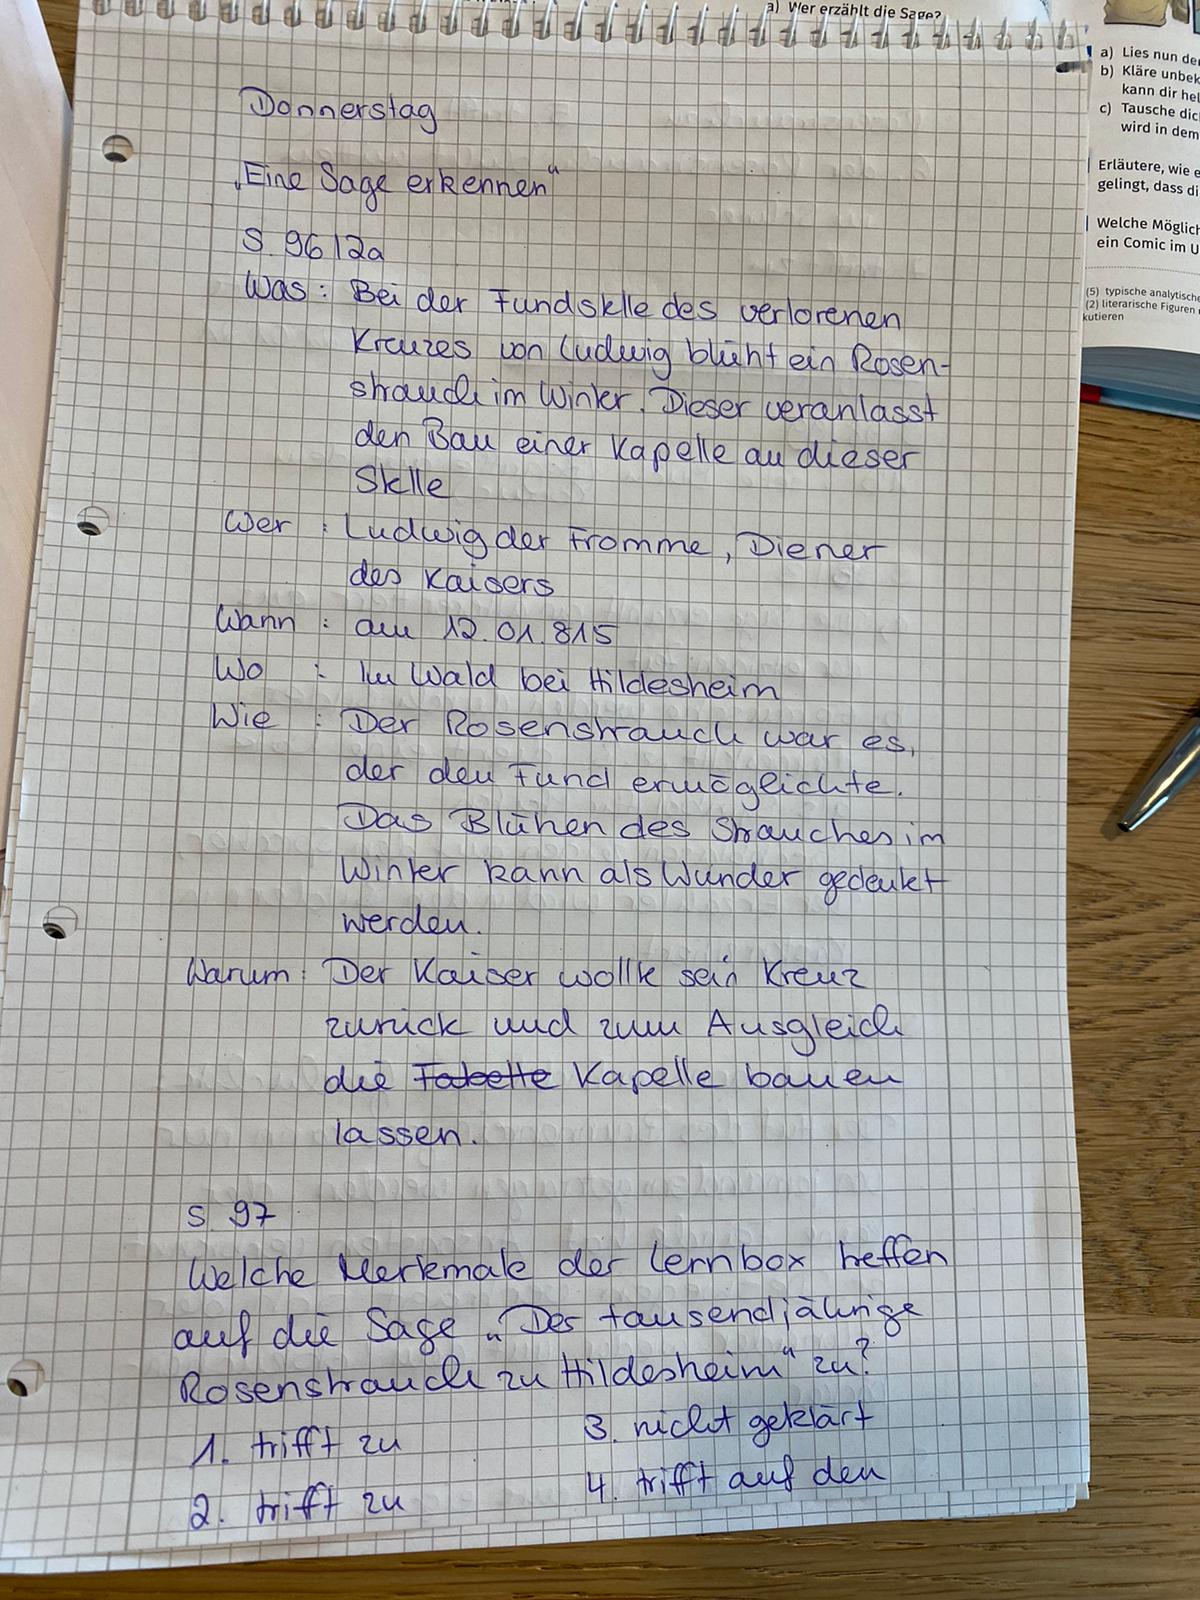 a) Wer erzählt die Sage?
a) Lies nun de
b) Kläre unbek
kann dir hel
c) Tausche dic
wird in dem
Erläutere, wie e
gelingt, dass di
Welche Möglich
ein Comic im U
(5) typische analytische
(2) literarische Figuren
kutieren
Donnerstag
„Eine Sage erkennen“
S. 96 | 2a
Was: Bei der Fundstelle des verlorenen
Kreuzes von Ludwig blüht ein Rosen-
strauch im Winter. Dieser veranlasst
den Bau einer Kapelle an dieser
Stelle
Wer : Ludwig der Fromme, Diener
des Kaisers
Wann : am 12.01.815
Wo : Im Wald bei Hildesheim
Wie : Der Rosenstrauch war es,
der den Fund ermöglichte.
Das Blühen des Strauches im
Winter kann als Wunder gedeutet
werden.
Warum: Der Kaiser wollte sein Kreuz
zurück und zum Ausgleich
die Kapelle bauen
lassen.
S. 97
Welche Merkmale der Lernbox treffen
auf die Sage „Der tausendjährige
Rosenstrauch zu Hildesheim“ zu?
1. trifft zu
2. trifft zu
3. nicht geklärt
4. trifft auf den